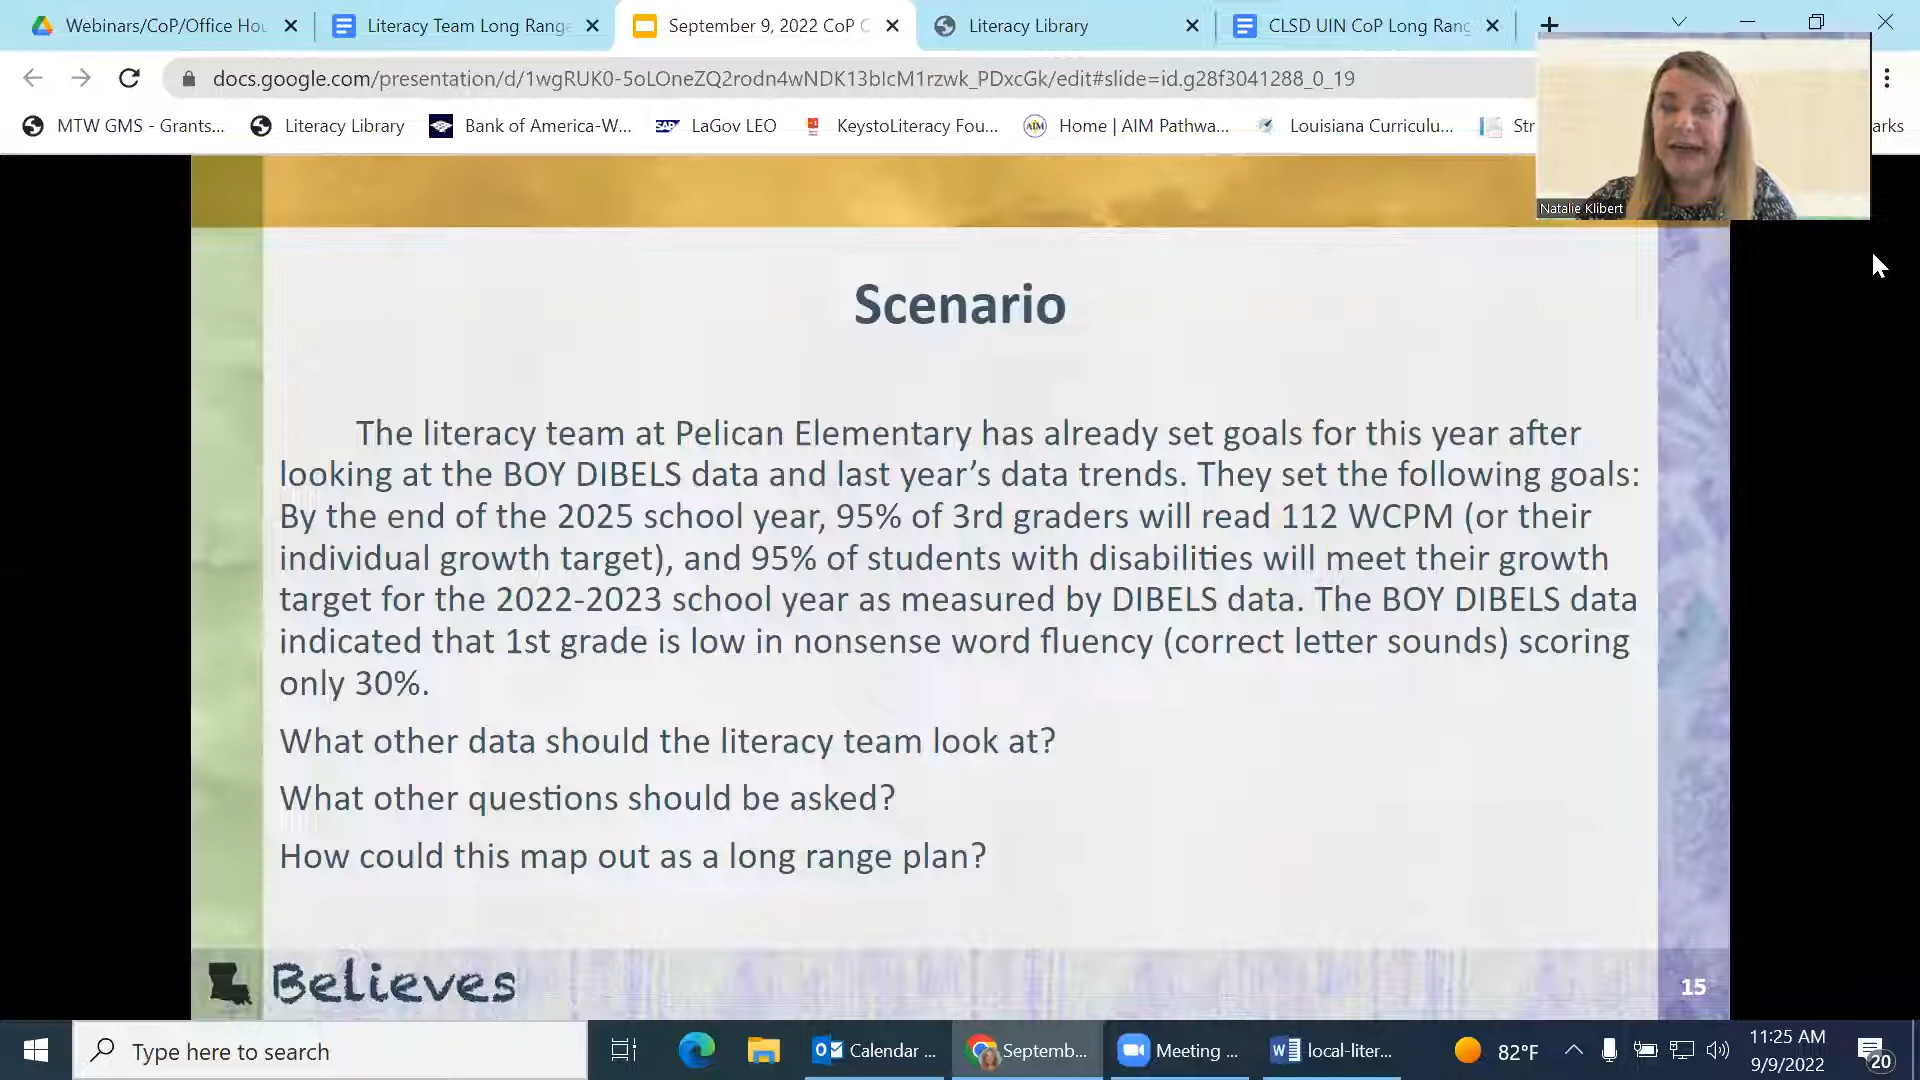 Webinars/CoP/Office Hou
Literacy Team Long Range
September 9, 2022 CoP C
Literacy Library
CLSD UIN CoP Long Rang
docs.google.com/presentation/d/1wgRUK0-5oLOneZQ2rodn4wNDK13blcM1rzwk_PDxcGk/edit#slide=id.g28f3041288_0_19
MTW GMS - Grants...
Literacy Library
Bank of America-W...
SAP
LaGov LEO
KeystoLiteracy Fou...
AIM
Home | AIM Pathwa...
Louisiana Curriculu...
Str
arks
Natalie Klibert
Scenario
The literacy team at Pelican Elementary has already set goals for this year after
looking at the BOY DIBELS data and last year’s data trends. They set the following goals:
By the end of the 2025 school year, 95% of 3rd graders will read 112 WCPM (or their
individual growth target), and 95% of students with disabilities will meet their growth
target for the 2022-2023 school year as measured by DIBELS data. The BOY DIBELS data
indicated that 1st grade is low in nonsense word fluency (correct letter sounds) scoring
only 30%.
What other data should the literacy team look at?
What other questions should be asked?
How could this map out as a long range plan?
Believes
15
Type here to search
Calendar ...
Septemb...
Meeting ...
local-liter...
82°F
11:25 AM
9/9/2022
20